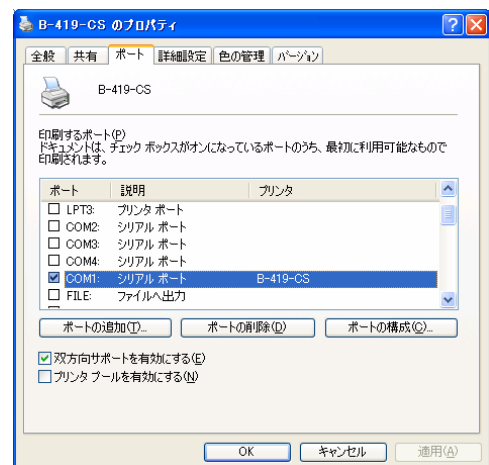 B-419-CS のプロパティ
全般 共有 ポート 詳細設定 色の管理 バージョン
B-419-CS
印刷するポート(P)
ドキュメントは、チェック ボックスがオンになっているポートのうち、最初に利用可能なもので
印刷されます。
ポート 説明 プリンタ
LPT3: プリンタ ポート
COM2: シリアル ポート
COM3: シリアル ポート
COM4: シリアル ポート
COM1: シリアル ポート B-419-CS
FILE: ファイルへ出力
ポートの追加(T)... ポートの削除(D) ポートの構成(C)...
双方向サポートを有効にする(E)
プリンタ プールを有効にする(N)
OK キャンセル 適用(A)